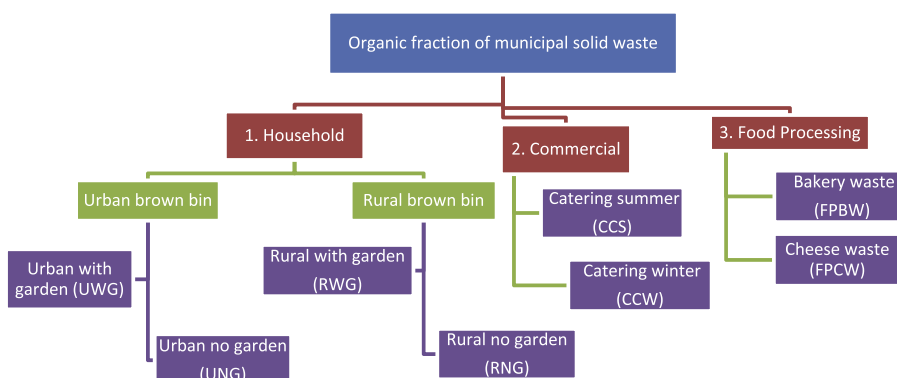 Organic fraction of municipal solid waste
1. Household
2. Commercial
3. Food Processing
Urban brown bin
Rural brown bin
Urban with
garden (UWG)
Urban no garden
(UNG)
Rural with garden
(RWG)
Rural no garden
(RNG)
Catering summer
(CCS)
Catering winter
(CCW)
Bakery waste
(FPBW)
Cheese waste
(FPCW)